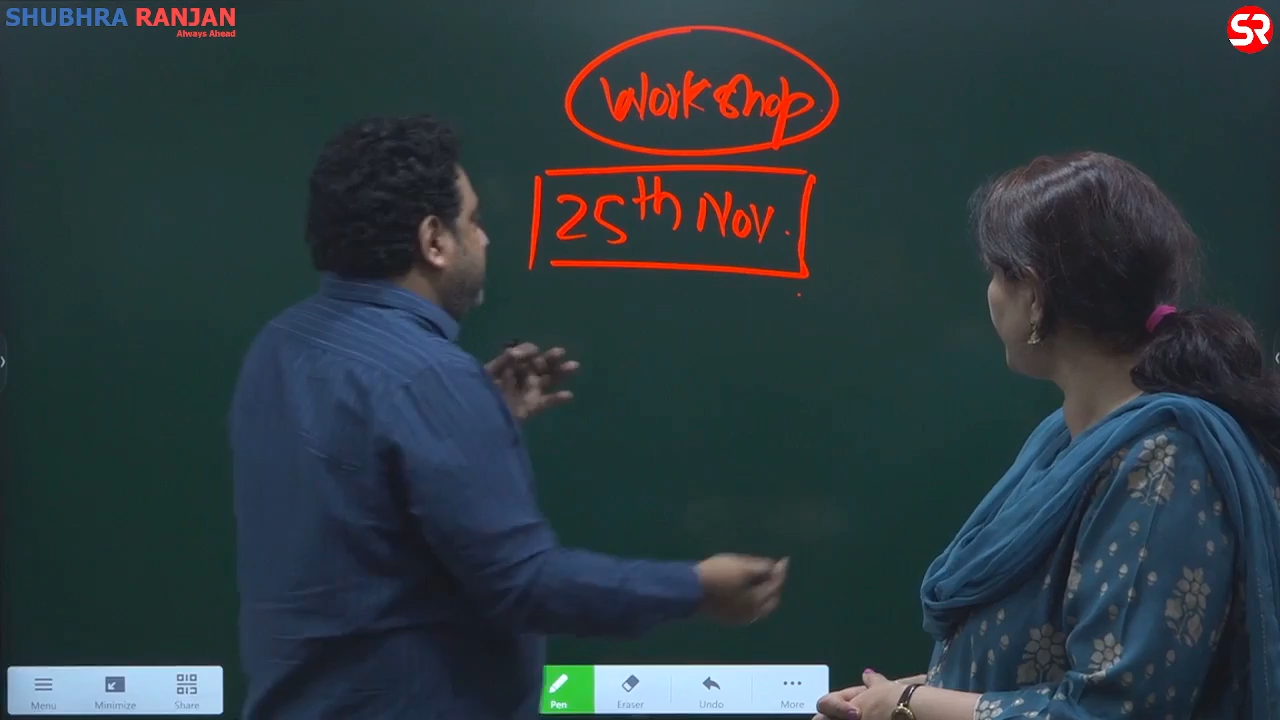 SHUBHRA RANJAN
Always Ahead
SR
Workshop.
25th Nov.
Menu
Minimize
Share
Pen
Eraser
Undo
More